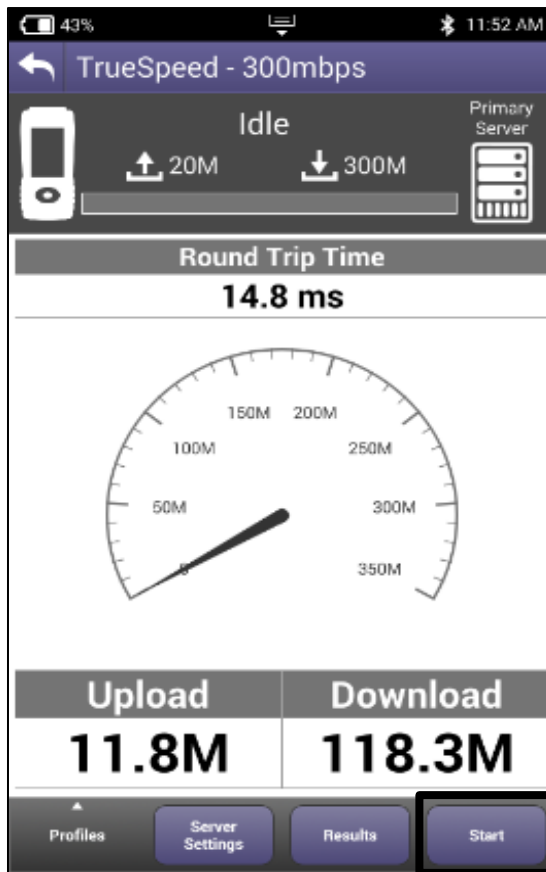 43%
11:52 AM
TrueSpeed - 300mbps
Idle
Primary
Server
20M
300M
Round Trip Time
14.8 ms
150M 200M
100M 250M
50M 300M
0 350M
Upload Download
11.8M 118.3M
Profiles
Server
Settings
Results
Start